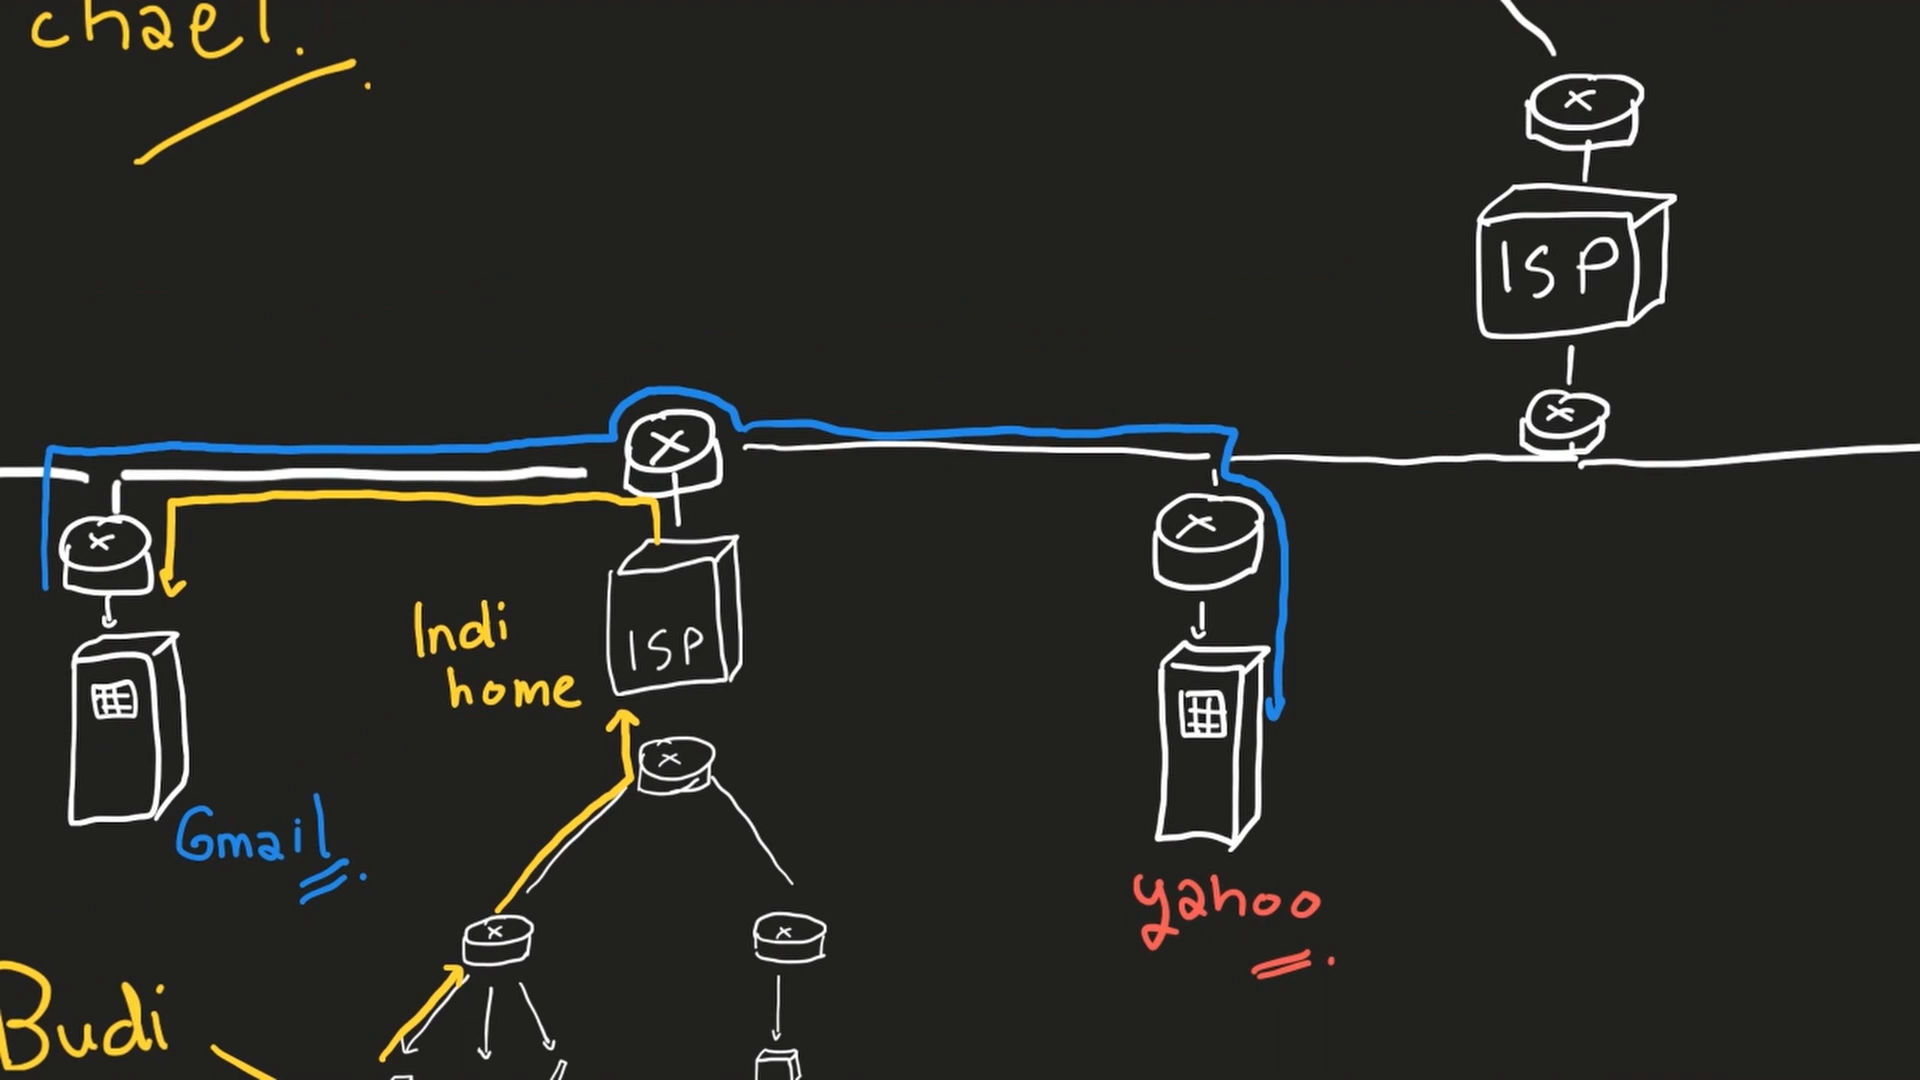 chael.
ISP
Indi
home
ISP
Gmail
yahoo
Budi